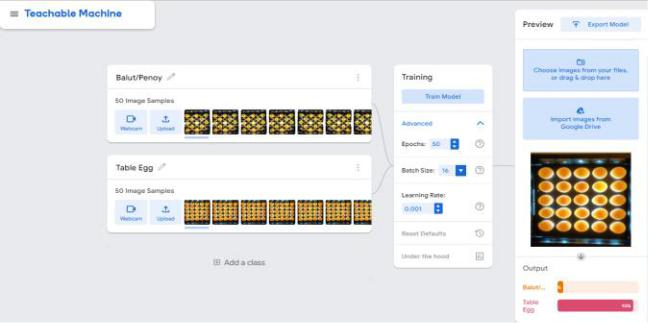 Teachable Machine
Balut/Penoy
50 Image Samples
Webcam
Upload
Table Egg
50 Image Samples
Webcam
Upload
Add a class
Training
Train Model
Advanced
Epochs: 50
Batch Size: 16
Learning Rate:
0.001
Reset Defaults
Under the hood
Preview
Export Model
Choose images from your files,
or drag & drop here
Import images from
Google Drive
Output
Balut/...
Table
Egg